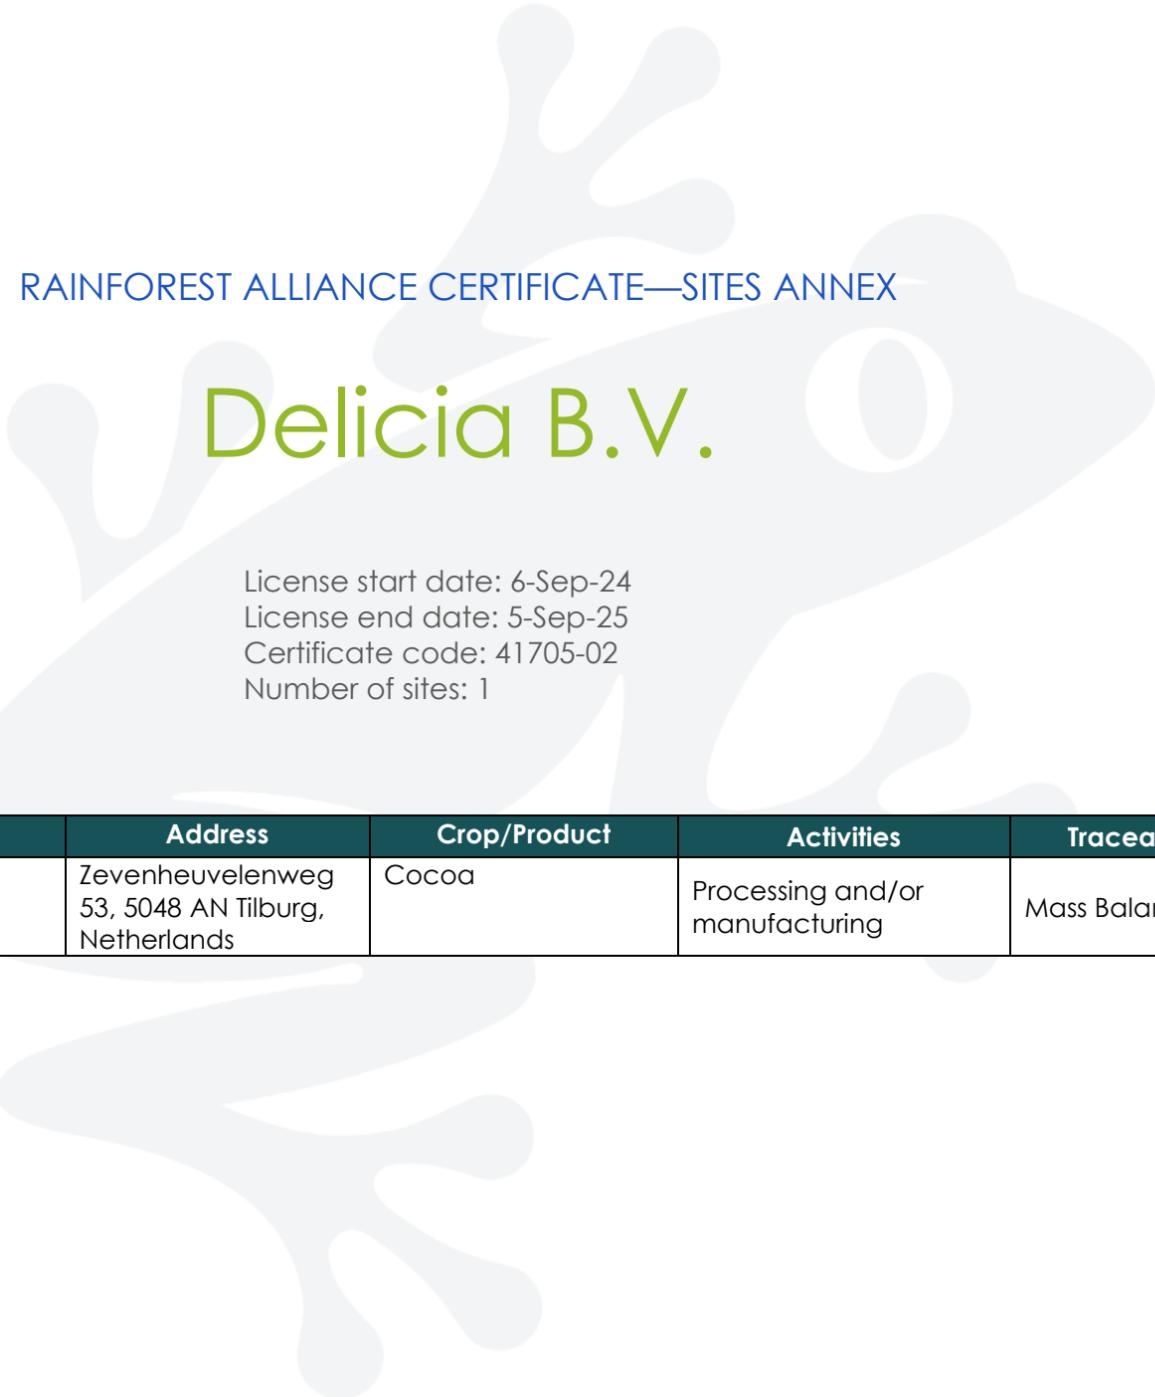 RAINFOREST ALLIANCE CERTIFICATE—SITES ANNEX
Delicia B.V.
License start date: 6-Sep-24
License end date: 5-Sep-25
Certificate code: 41705-02
Number of sites: 1
Address Crop/Product Activities
Zevenheuvelenweg
53, 5048 AN Tilburg,
Netherlands
Cocoa
Processing and/or
manufacturing
Mass